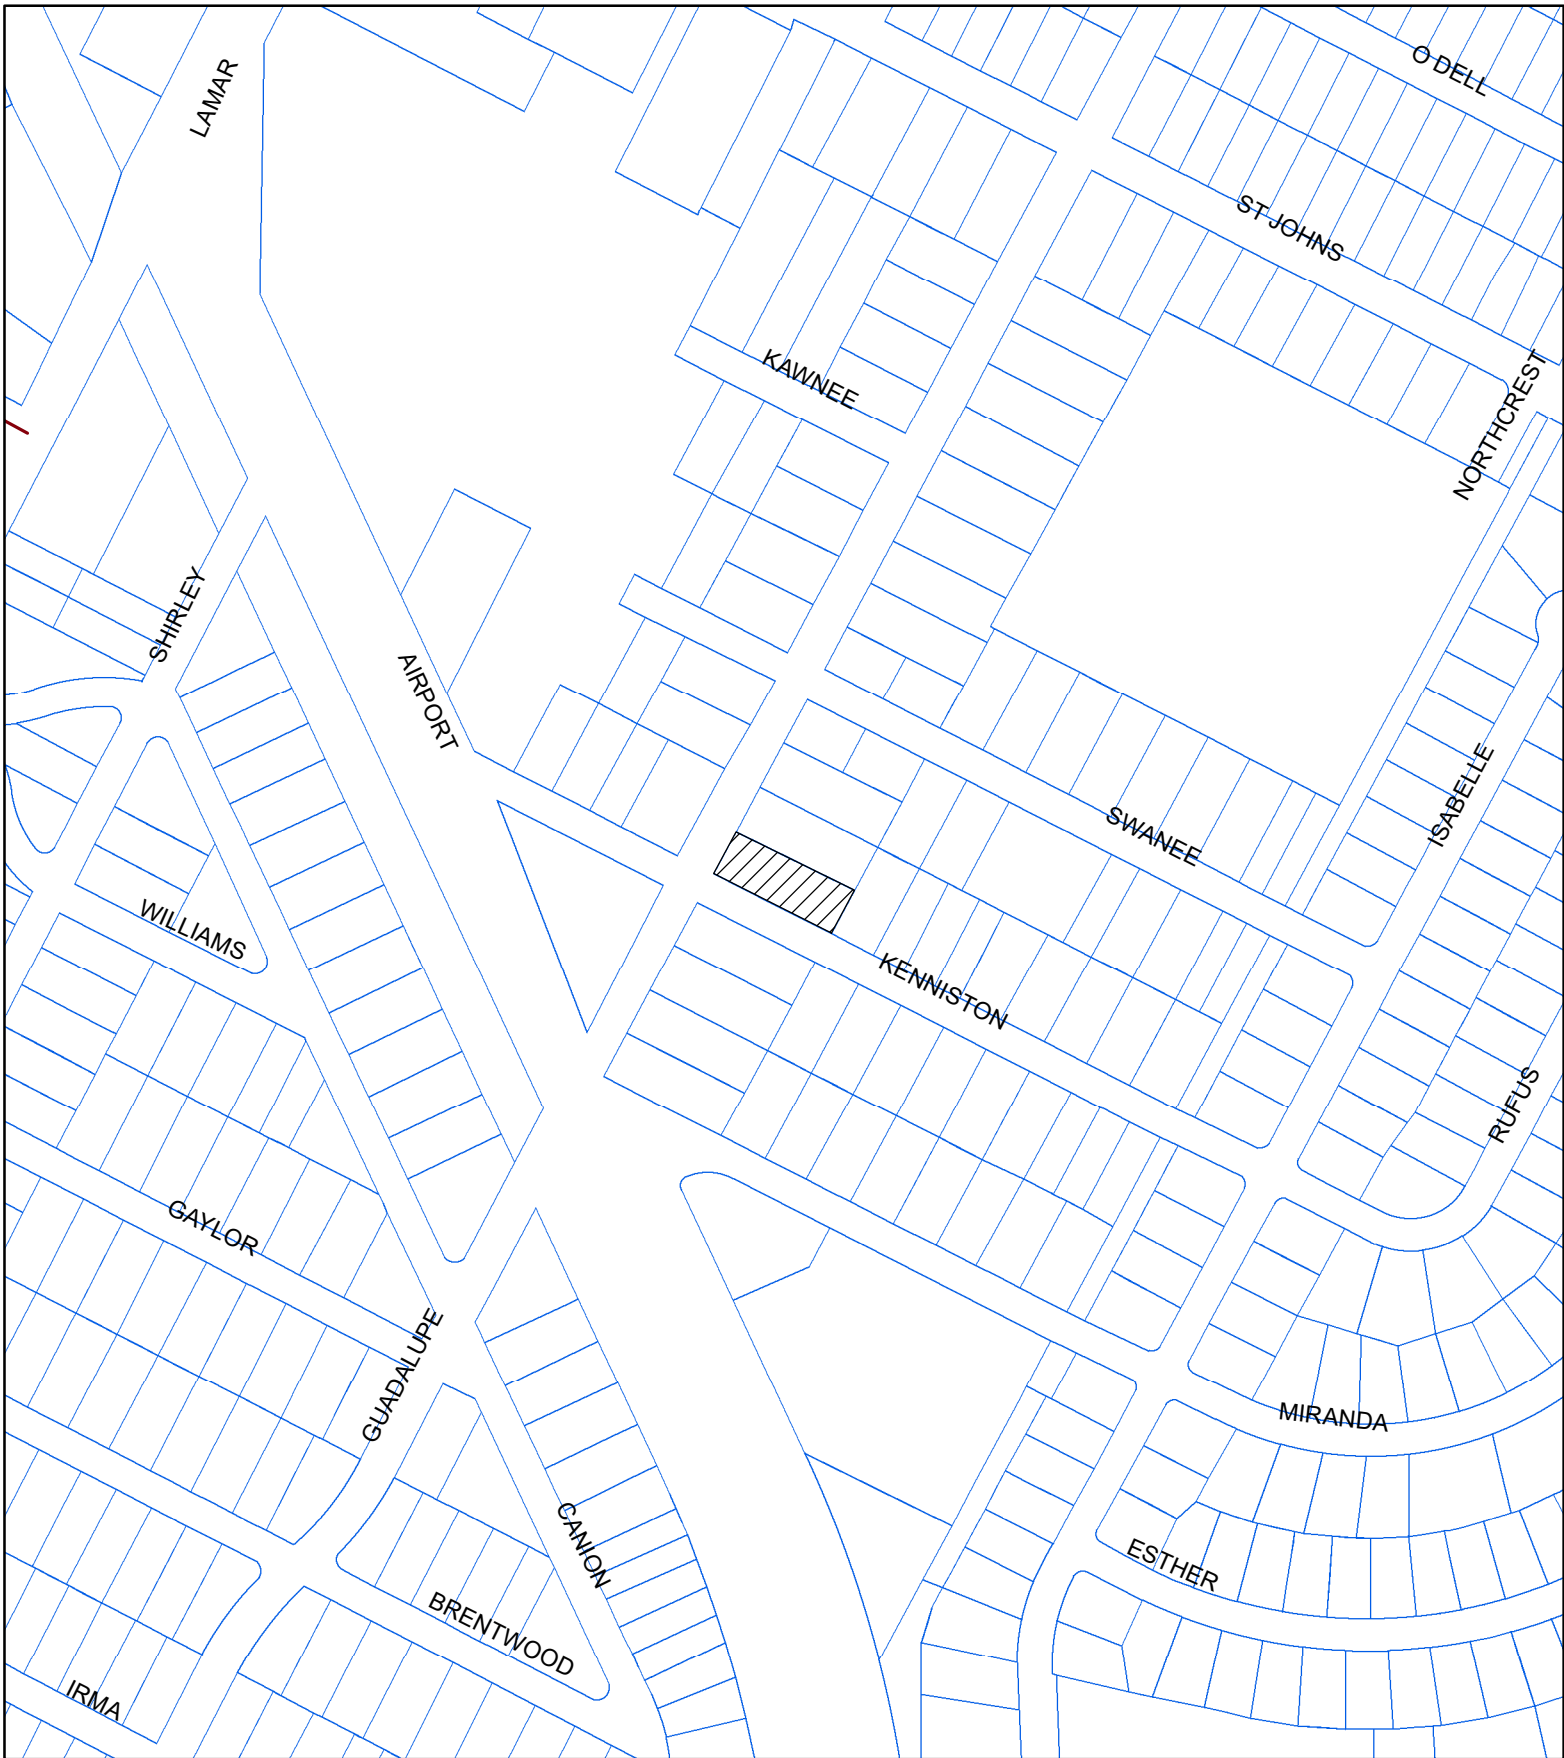 O DELL
LAMAR
ST JOHNS
KAWNEE
NORTHCREST
SHIRLEY
AIRPORT
ISABELLE
SWANEE
WILLIAMS
KENNISTON
RUFUS
GAYLOR
GUADALUPE
MIRANDA
CANION
ESTHER
BRENTWOOD
IRMA